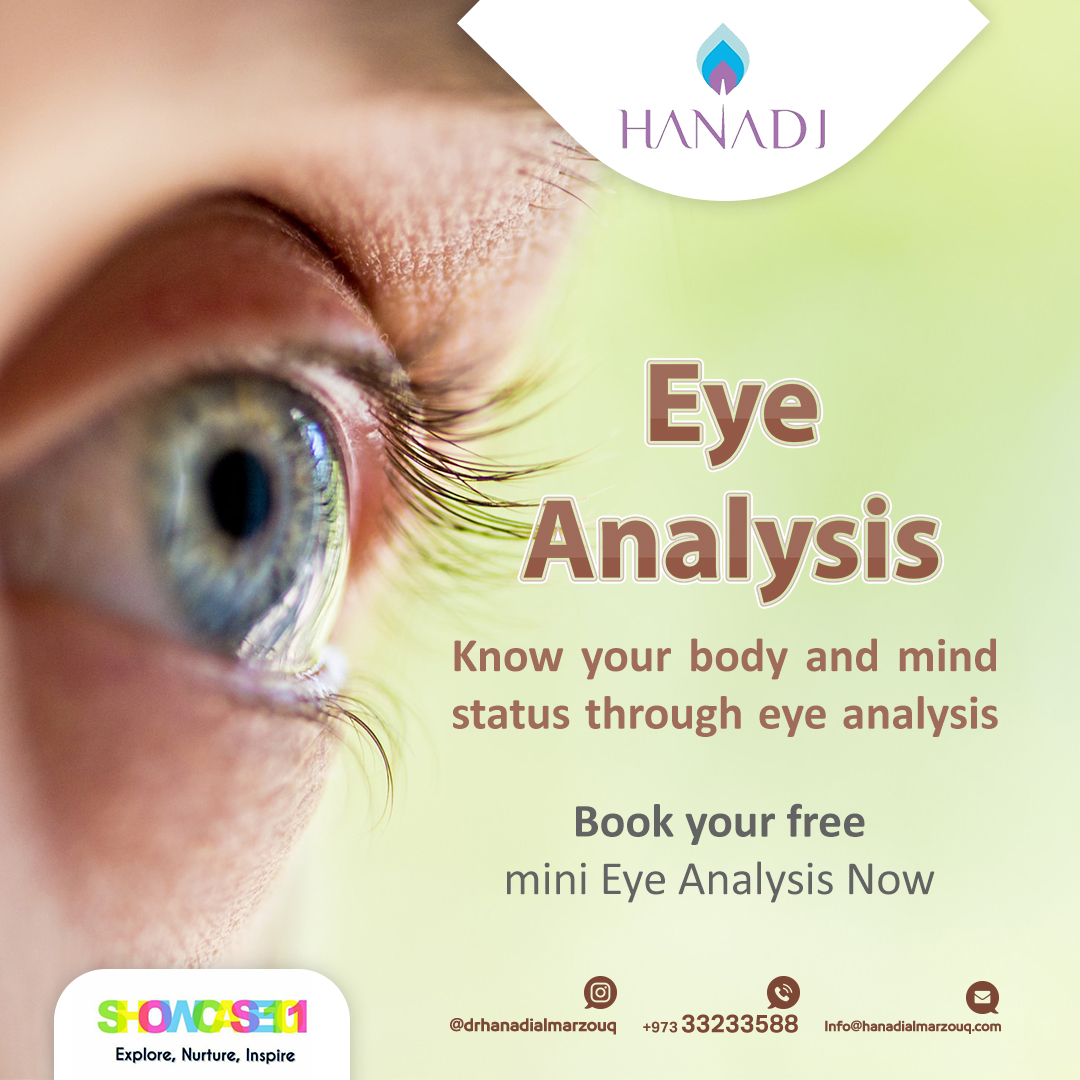 HANADI
Eye
Analysis
Know your body and mind
status through eye analysis
Book your free
mini Eye Analysis Now
SHOWCASE101
Explore, Nurture, Inspire
@drhanadialmarzouq
+973 33233588
Info@hanadialmarzouq.com